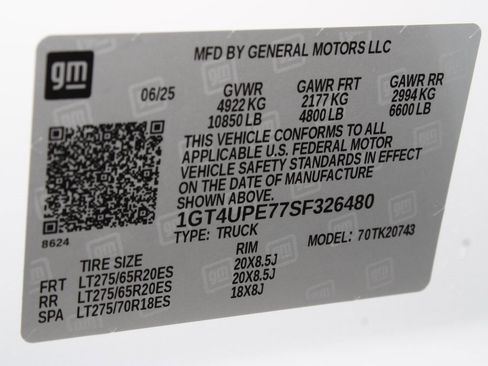 gm
MFD BY GENERAL MOTORS LLC
06/25 GVWR GAWR FRT GAWR RR
4922 KG 2177 KG 2994 KG
10850 LB 4800 LB 6600 LB
THIS VEHICLE CONFORMS TO ALL
APPLICABLE U.S. FEDERAL MOTOR
VEHICLE SAFETY STANDARDS IN EFFECT
ON THE DATE OF MANUFACTURE
SHOWN ABOVE.
1GT4UPE77SF326480
8624 TYPE: TRUCK MODEL: 70TK20743
TIRE SIZE RIM
FRT LT275/65R20ES 20X8.5J
RR LT275/65R20ES 20X8.5J
SPA LT275/70R18ES 18X8J